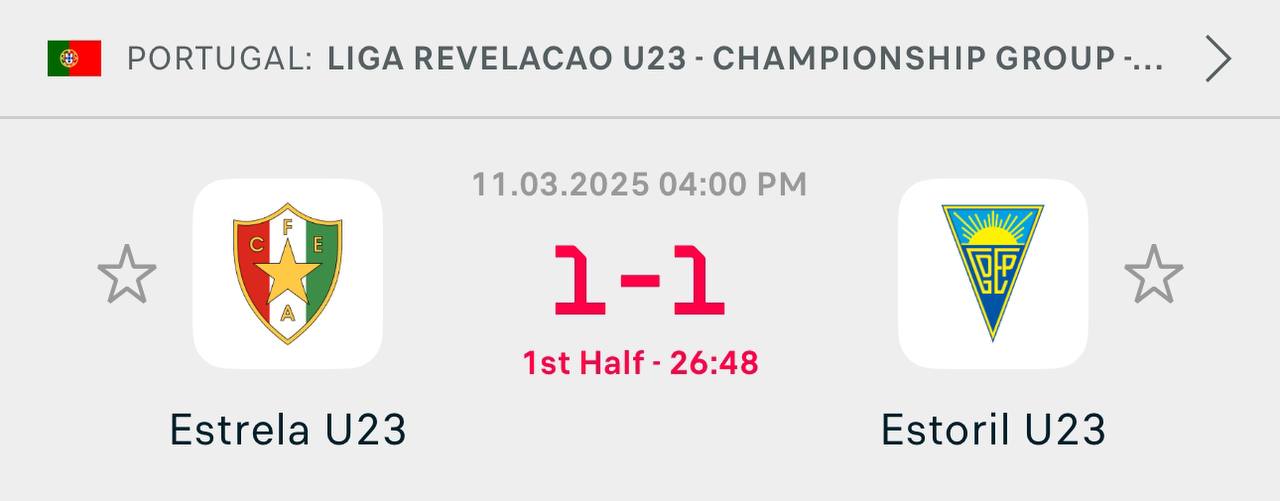 PORTUGAL: LIGA REVELACAO U23 - CHAMPIONSHIP GROUP -...
11.03.2025 04:00 PM
C F E A
1-1
1st Half - 26:48
Estrela U23
Estoril U23